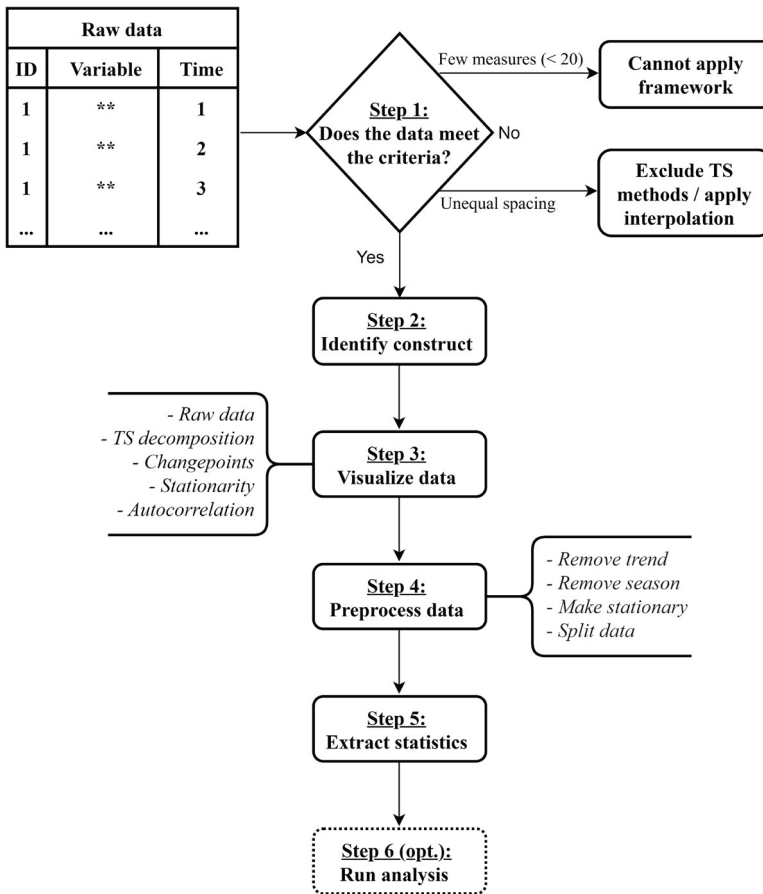 Raw data
ID Variable Time
1 ** 1
1 ** 2
1 ** 3
... ... ...
Step 1:
Does the data meet
the criteria?
Few measures (< 20)
Cannot apply
framework
No
Unequal spacing
Exclude TS
methods / apply
interpolation
Yes
Step 2:
Identify construct
- Raw data
- TS decomposition
- Changepoints
- Stationarity
- Autocorrelation
Step 3:
Visualize data
Step 4:
Preprocess data
- Remove trend
- Remove season
- Make stationary
- Split data
Step 5:
Extract statistics
Step 6 (opt.):
Run analysis